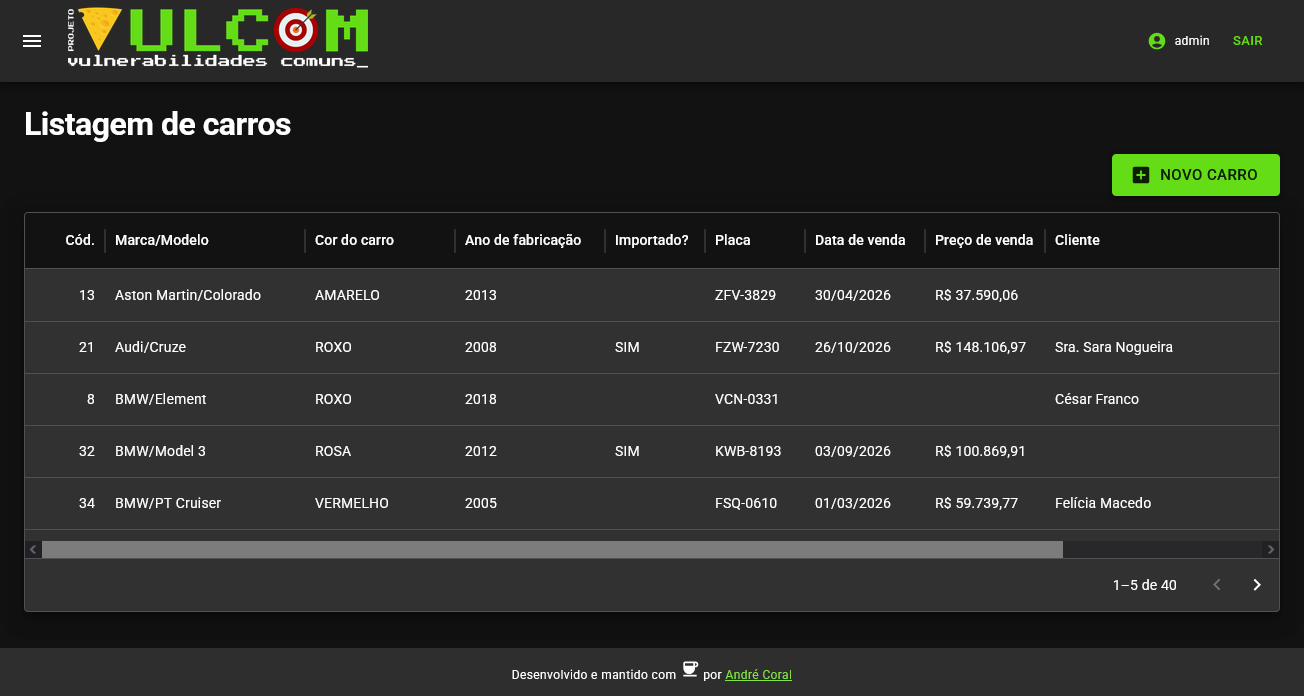 PROJETO VULCOM
vulnerabilidades comuns_
admin SAIR
Listagem de carros
NOVO CARRO
Cód. Marca/Modelo Cor do carro Ano de fabricação Importado? Placa Data de venda Preço de venda Cliente
13 Aston Martin/Colorado AMARELO 2013 ZFV-3829 30/04/2026 R$ 37.590,06
21 Audi/Cruze ROXO 2008 SIM FZW-7230 26/10/2026 R$ 148.106,97 Sra. Sara Nogueira
8 BMW/Element ROXO 2018 VCN-0331 César Franco
32 BMW/Model 3 ROSA 2012 SIM KWB-8193 03/09/2026 R$ 100.869,91
34 BMW/PT Cruiser VERMELHO 2005 FSQ-0610 01/03/2026 R$ 59.739,77 Felícia Macedo
1–5 de 40
Desenvolvido e mantido com por André Coral